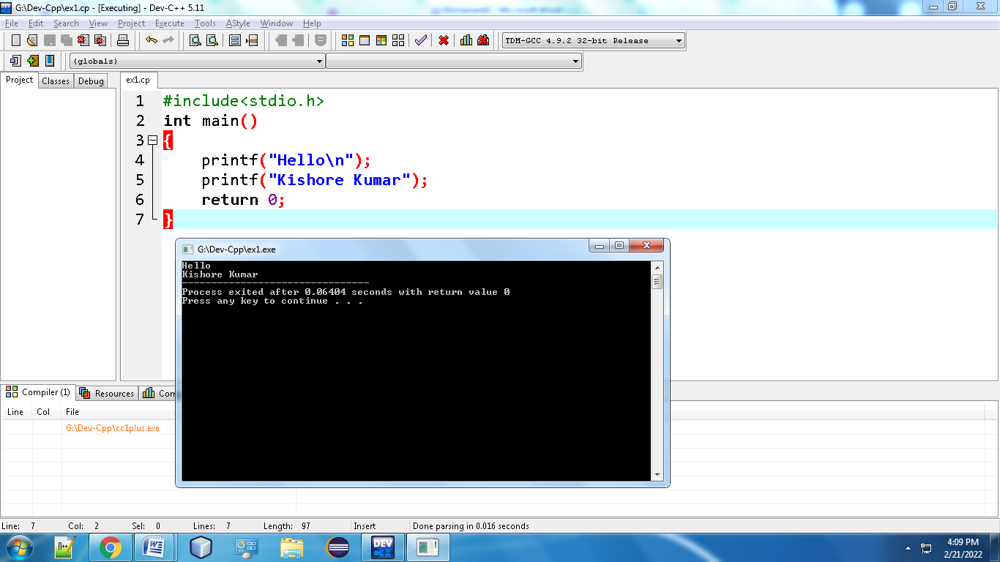 G:\Dev-Cpp\ex1.cp - [Executing] - Dev-C++ 5.11
File Edit Search View Project Execute Tools AStyle Window Help
TDM-GCC 4.9.2 32-bit Release
(globals)
Project Classes Debug ex1.cp
1 #include<stdio.h>
2 int main()
3 {
4 printf("Hello\n");
5 printf("Kishore Kumar");
6 return 0;
7 }
G:\Dev-Cpp\ex1.exe
Hello
Kishore Kumar
--------------------------------
Process exited after 0.06404 seconds with return value 0
Press any key to continue . . .
Compiler (1) Resources Com
Line Col File
G:\Dev-Cpp\cc1plus.exe
Line: 7 Col: 2 Sel: 0 Lines: 7 Length: 97 Insert Done parsing in 0.016 seconds
DEV
C++
4:09 PM
2/21/2022